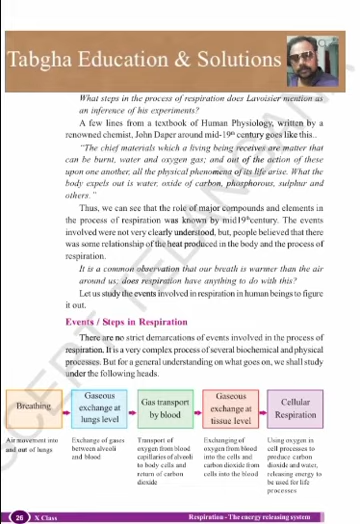 Tabgha Education & Solutions
What steps in the process of respiration does Lavoisier mention as
an inference of his experiments?
A few lines from a textbook of Human Physiology, written by a
renowned chemist, John Daper around mid-19th century goes like this..
"The chief materials which a living being receives are matter that
can be burnt, water and oxygen gas; and out of the action of these
upon one another, all the physical phenomena of its life arise. What the
body expels out is water, oxide of carbon, phosphorous, sulphur and
others."
Thus, we can see that the role of major compounds and elements in
the process of respiration was known by mid19thcentury. The events
involved were not very clearly understood, but, people believed that there
was some relationship of the heat produced in the body and the process of
respiration.
It is a common observation that our breath is warmer than the air
around us; does respiration have anything to do with this?
Let us study the events involved in respiration in human beings to figure
it out.
Events / Steps in Respiration
There are no strict demarcations of events involved in the process of
respiration. It is a very complex process of several biochemical and physical
processes. But for a general understanding on what goes on, we shall study
under the following heads.
Breathing
Gaseous
exchange at
lungs level
Gas transport
by blood
Gaseous
exchange at
tissue level
Cellular
Respiration
Air movement into
and out of lungs
Exchange of gases
between alveoli
and blood
Transport of
oxygen from blood
capillaries of alveoli
to body cells and
return of carbon
dioxide
Exchanging of
oxygen from blood
into the cells and
carbon dioxide from
cells into the blood
Using oxygen in
cell processes to
produce carbon
dioxide and water,
releasing energy to
be used for life
processes
26
X Class
Respiration - The energy releasing system